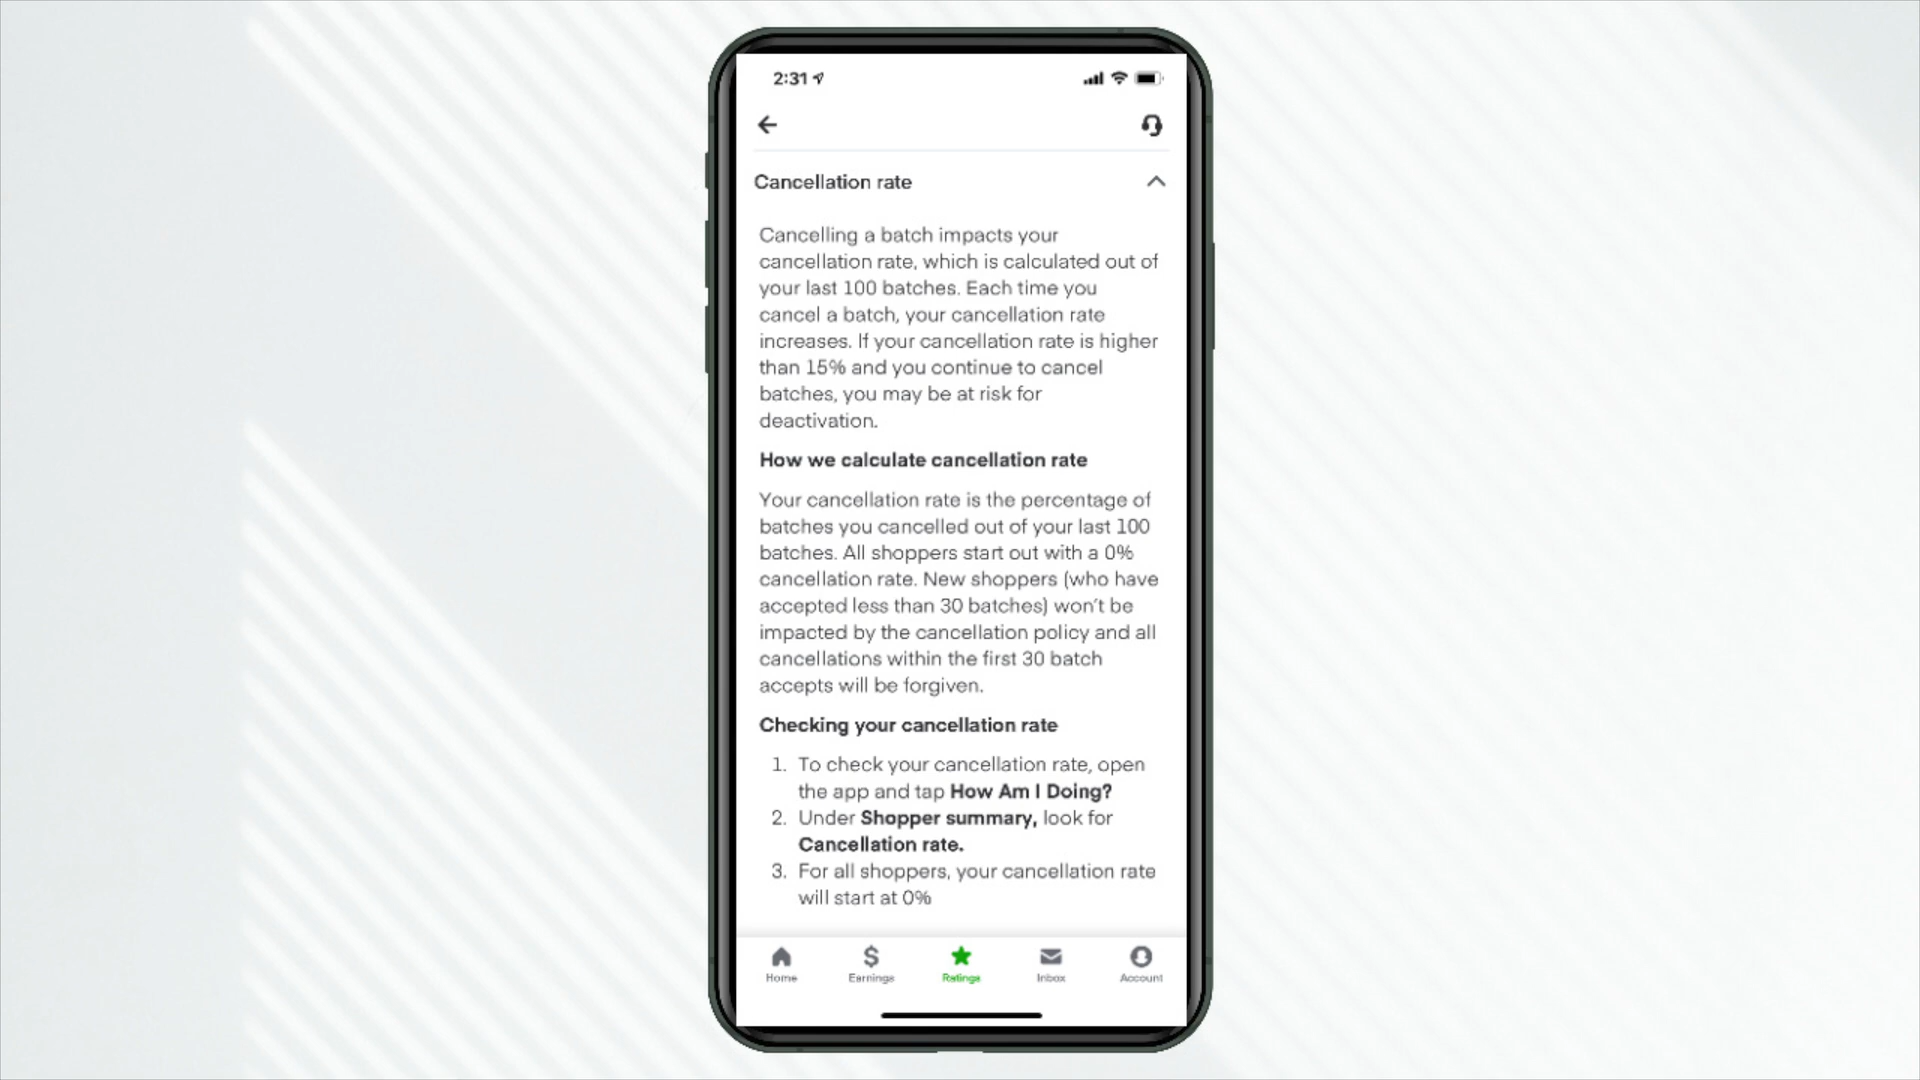 2:31
Cancellation rate
Cancelling a batch impacts your
cancellation rate, which is calculated out of
your last 100 batches. Each time you
cancel a batch, your cancellation rate
increases. If your cancellation rate is higher
than 15% and you continue to cancel
batches, you may be at risk for
deactivation.
How we calculate cancellation rate
Your cancellation rate is the percentage of
batches you cancelled out of your last 100
batches. All shoppers start out with a 0%
cancellation rate. New shoppers (who have
accepted less than 30 batches) won't be
impacted by the cancellation policy and all
cancellations within the first 30 batch
accepts will be forgiven.
Checking your cancellation rate
1. To check your cancellation rate, open
the app and tap How Am I Doing?
2. Under Shopper summary, look for
Cancellation rate.
3. For all shoppers, your cancellation rate
will start at 0%
Home Earnings Ratings Inbox Account